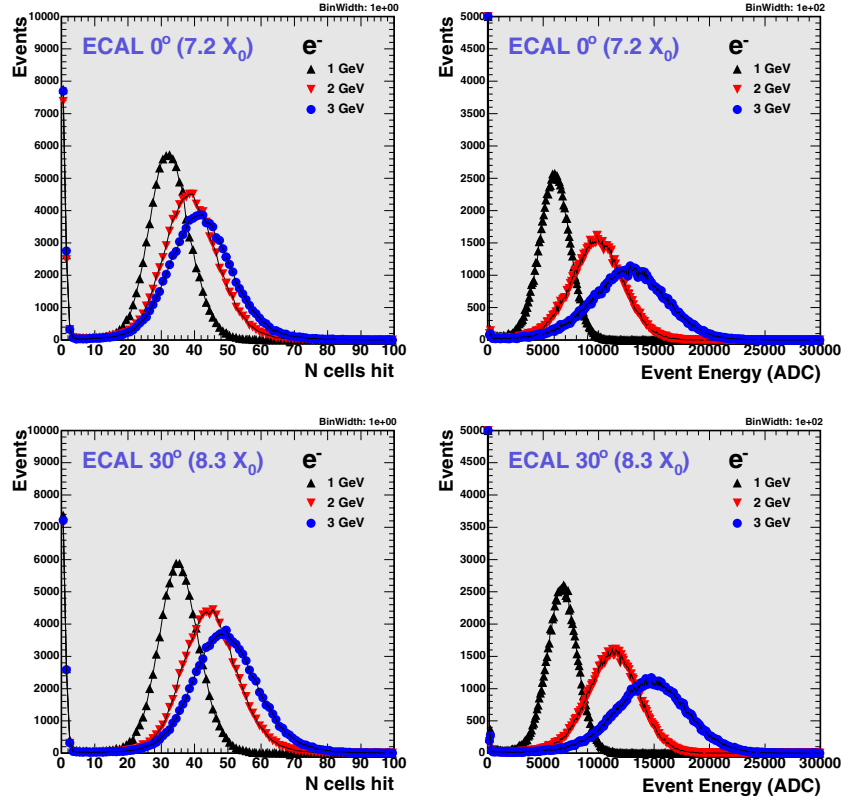 BinWidth: 1e+00
Events
10000
9000
8000
7000
6000
5000
4000
3000
2000
1000
0
ECAL 0° (7.2 X₀)
e⁻
1 GeV
2 GeV
3 GeV
0 10 20 30 40 50 60 70 80 90 100
N cells hit
BinWidth: 1e+02
Events
5000
4500
4000
3500
3000
2500
2000
1500
1000
500
0
ECAL 0° (7.2 X₀)
e⁻
1 GeV
2 GeV
3 GeV
0 5000 10000 15000 20000 25000 30000
Event Energy (ADC)
BinWidth: 1e+00
Events
10000
9000
8000
7000
6000
5000
4000
3000
2000
1000
0
ECAL 30° (8.3 X₀)
e⁻
1 GeV
2 GeV
3 GeV
0 10 20 30 40 50 60 70 80 90 100
N cells hit
BinWidth: 1e+02
Events
5000
4500
4000
3500
3000
2500
2000
1500
1000
500
0
ECAL 30° (8.3 X₀)
e⁻
1 GeV
2 GeV
3 GeV
0 5000 10000 15000 20000 25000 30000
Event Energy (ADC)